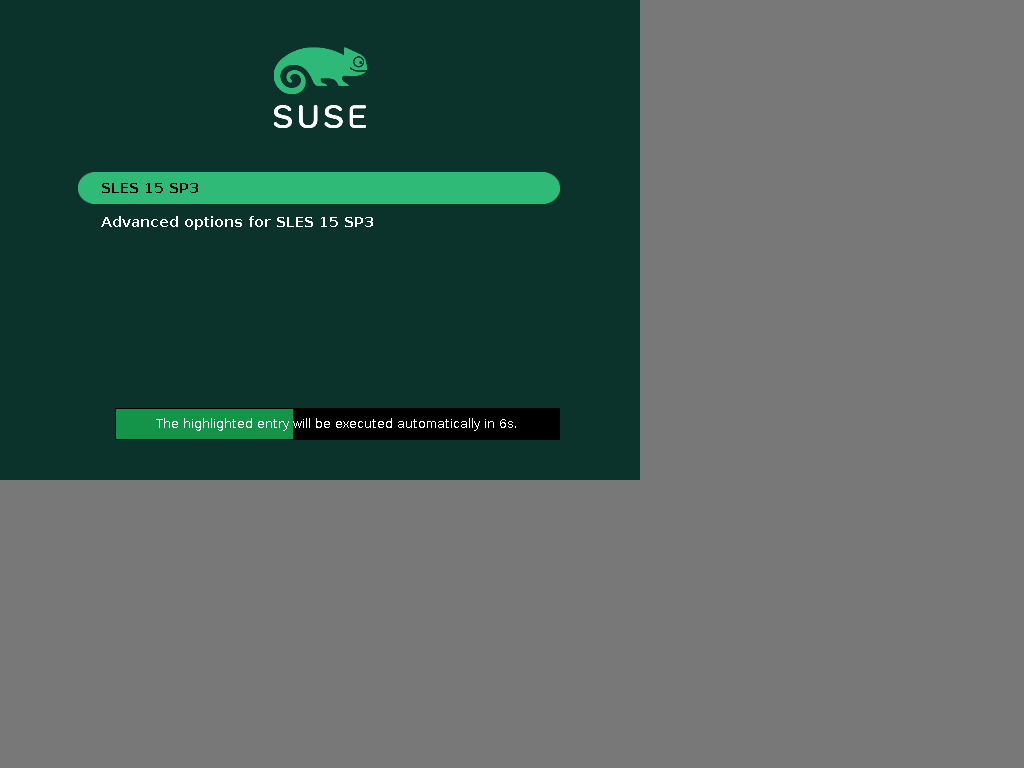 SUSE
SLES 15 SP3
Advanced options for SLES 15 SP3
The highlighted entry will be executed automatically in 6s.